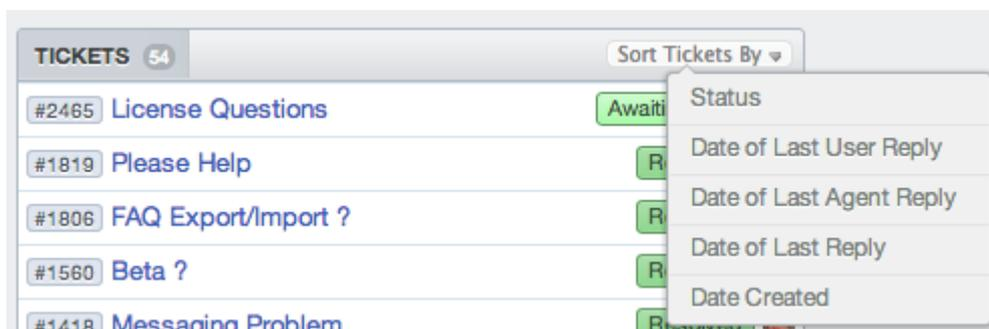 TICKETS 54
Sort Tickets By
#2465 License Questions
Status
#1819 Please Help
Date of Last User Reply
#1806 FAQ Export/Import ?
Date of Last Agent Reply
#1560 Beta ?
Date of Last Reply
#1418 Messaging Problem
Date Created